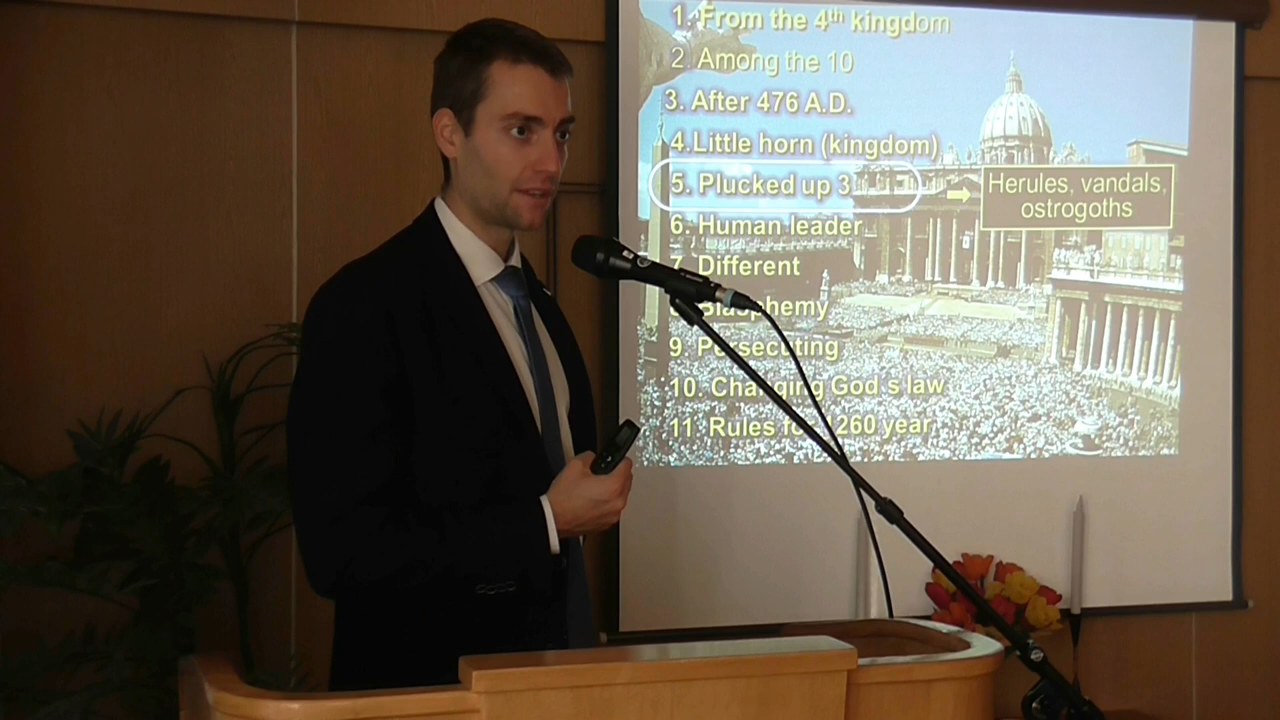 1. From the 4th kingdom
2. Among the 10
3. After 476 A.D.
4. Little horn (kingdom)
5. Plucked up 3
Herules, vandals,
ostrogoths
6. Human leader
7. Different
8. Blasphemy
9. Persecuting
10. Changing God's law
11. Rules for 1260 year